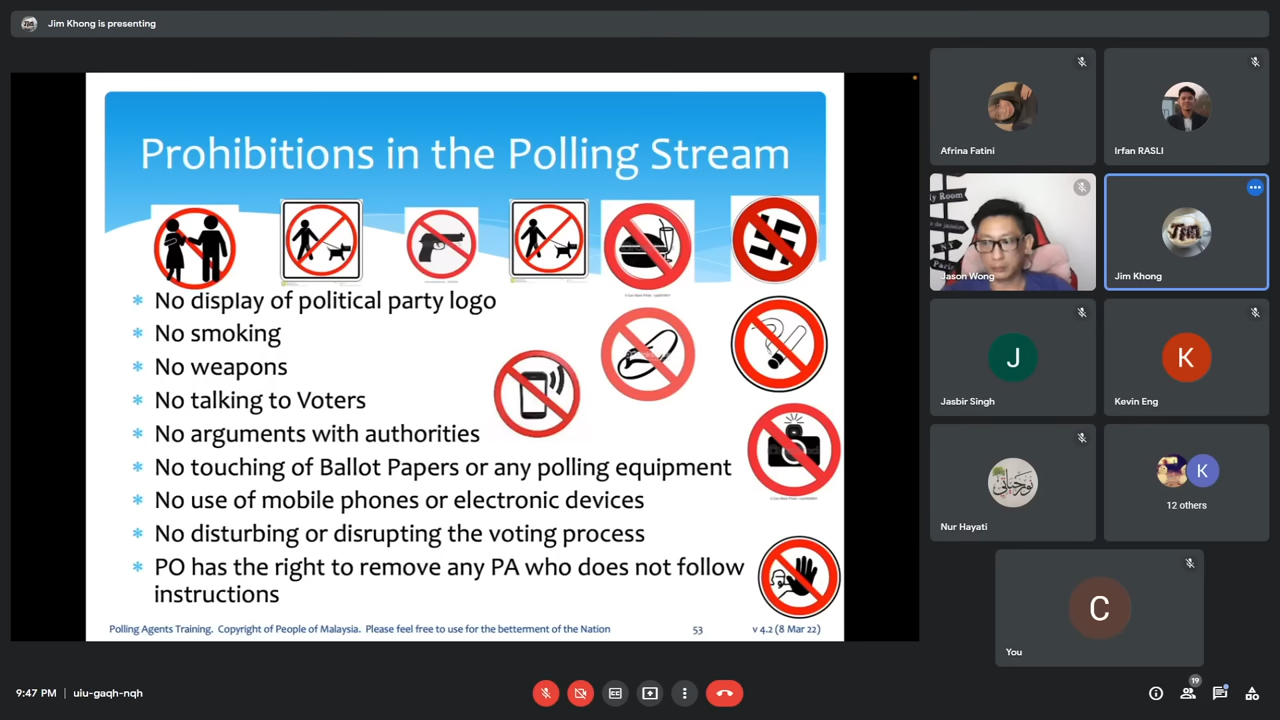 Jim Khong is presenting
Prohibitions in the Polling Stream
* No display of political party logo
* No smoking
* No weapons
* No talking to Voters
* No arguments with authorities
* No touching of Ballot Papers or any polling equipment
* No use of mobile phones or electronic devices
* No disturbing or disrupting the voting process
* PO has the right to remove any PA who does not follow
instructions
Polling Agents Training. Copyright of People of Malaysia. Please feel free to use for the betterment of the Nation 53 v 4.2 (8 Mar 22)
Afrina Fatini
Irfan RASLI
y Room
NY
Paris
Jason Wong
JIM
Jim Khong
J
Jasbir Singh
K
Kevin Eng
Nur Hayati
K
12 others
C
You
9:47 PM | uiu-gaqh-nqh
CC
19